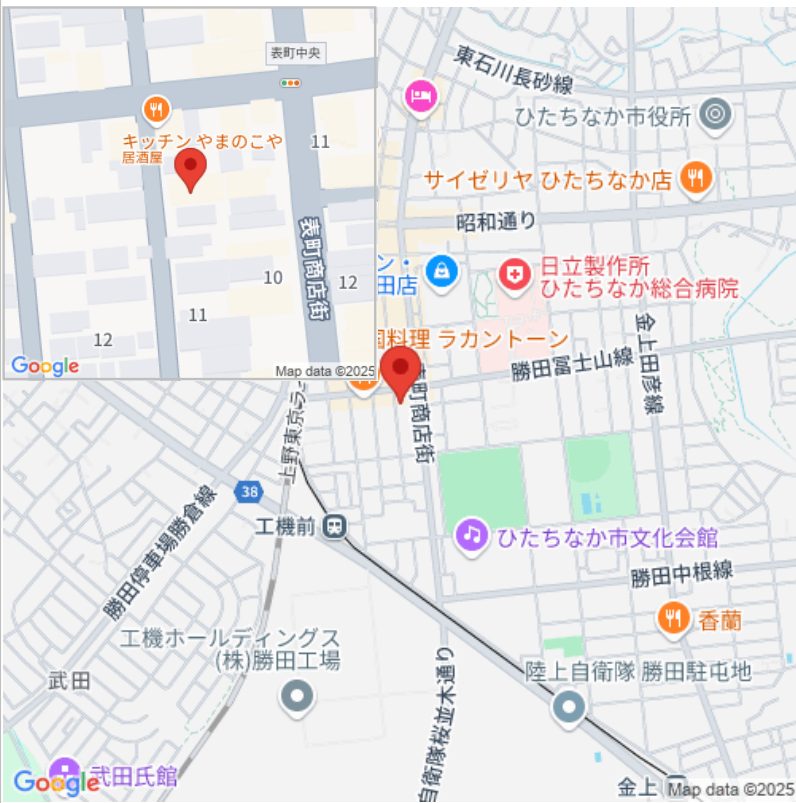 表町中央
キッチン やまのこや
居酒屋
11
表町商店街
10
12
11
12
Google
Map data ©2025
東石川長砂線
ひたちなか市役所
サイゼリヤ ひたちなか店
昭和通り
ン・
田店
日立製作所
ひたちなか総合病院
国料理 ラカントーン
勝田冨士山線
金上田彦線
町商店街
上野東京ラ
38
工機前
勝田停車場勝倉線
ひたちなか市文化会館
勝田中根線
香蘭
工機ホールディングス
(株)勝田工場
陸上自衛隊 勝田駐屯地
武田
自衛隊桜並木通り
武田氏館
金上
Google
Map data ©2025